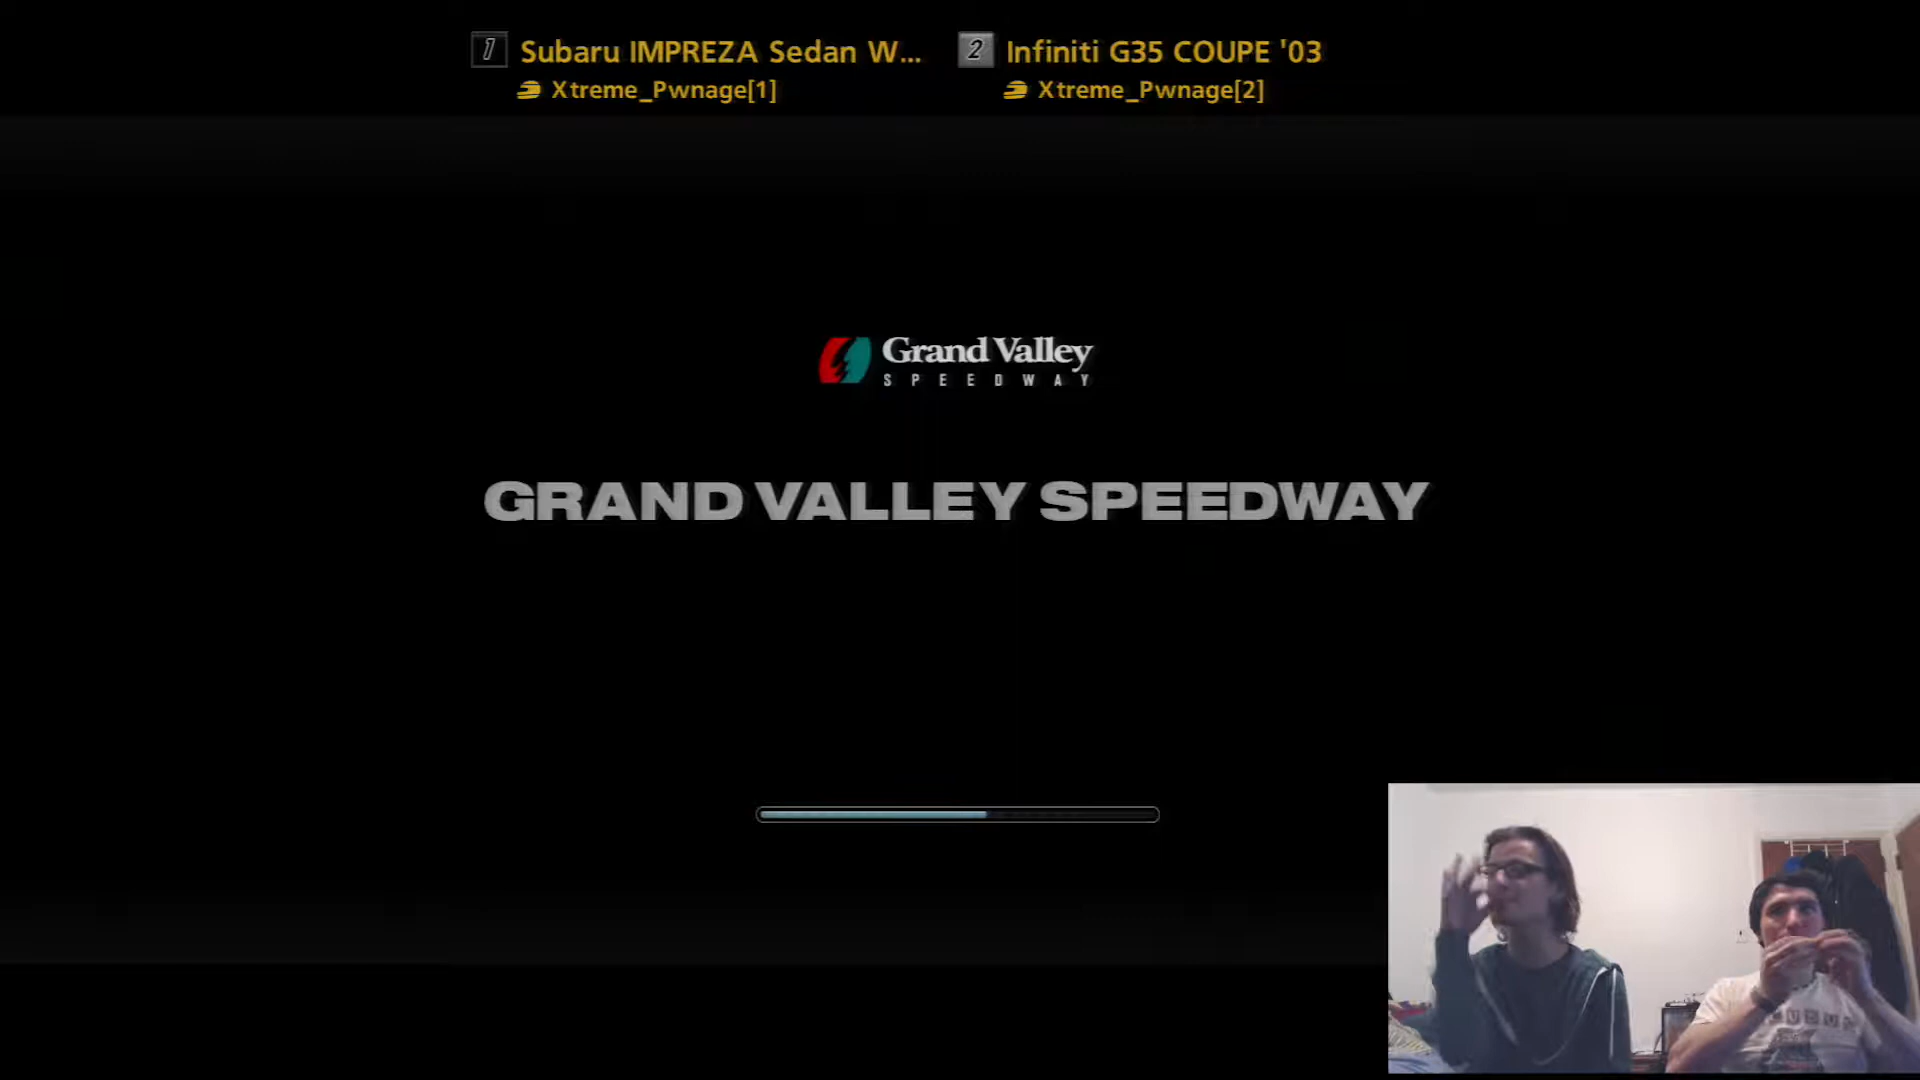 1 Subaru IMPREZA Sedan W...
Xtreme_Pwnage[1]
2 Infiniti G35 COUPE '03
Xtreme_Pwnage[2]
Grand Valley
SPEEDWAY
GRAND VALLEY SPEEDWAY